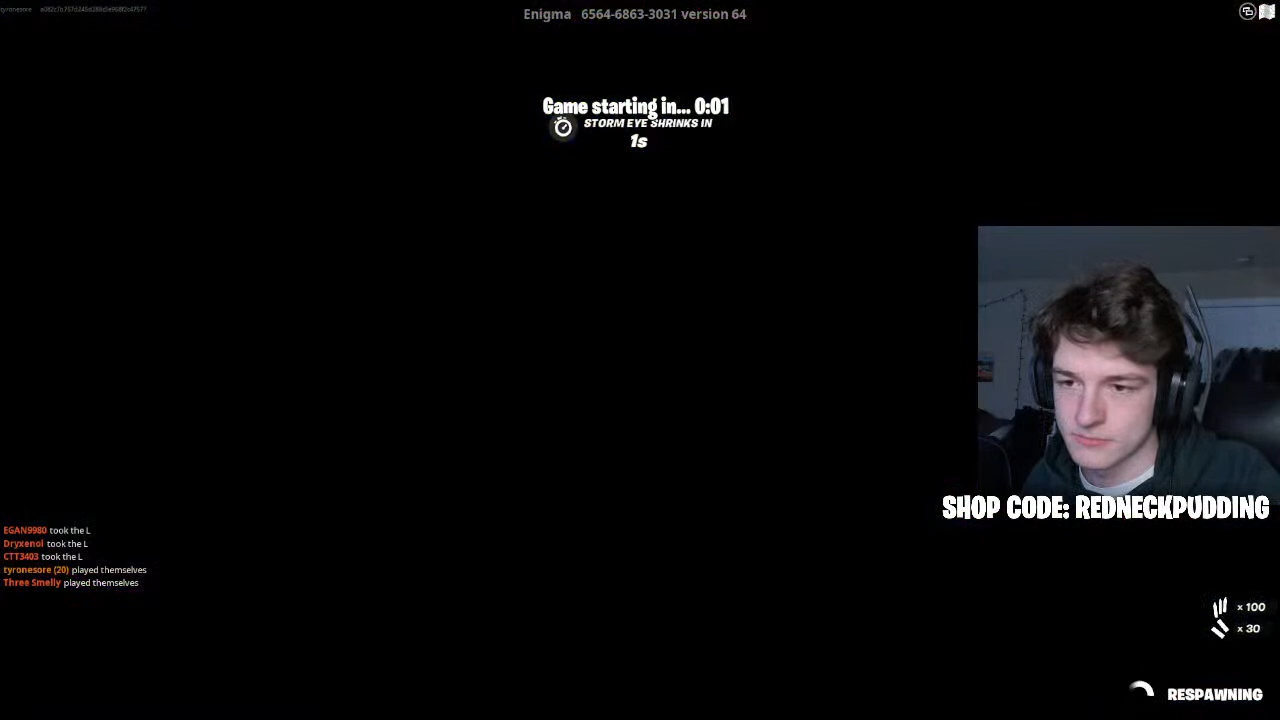 tyronesore
Enigma 6564-6863-3031 version 64
Game starting in... 0:01
STORM EYE SHRINKS IN
1s
SHOP CODE: REDNECKPUDDING
EGAN9980 took the L
Dryxenol took the L
CTT3403 took the L
tyronesore (20) played themselves
Three Smelly played themselves
x 100
x 30
RESPAWNING